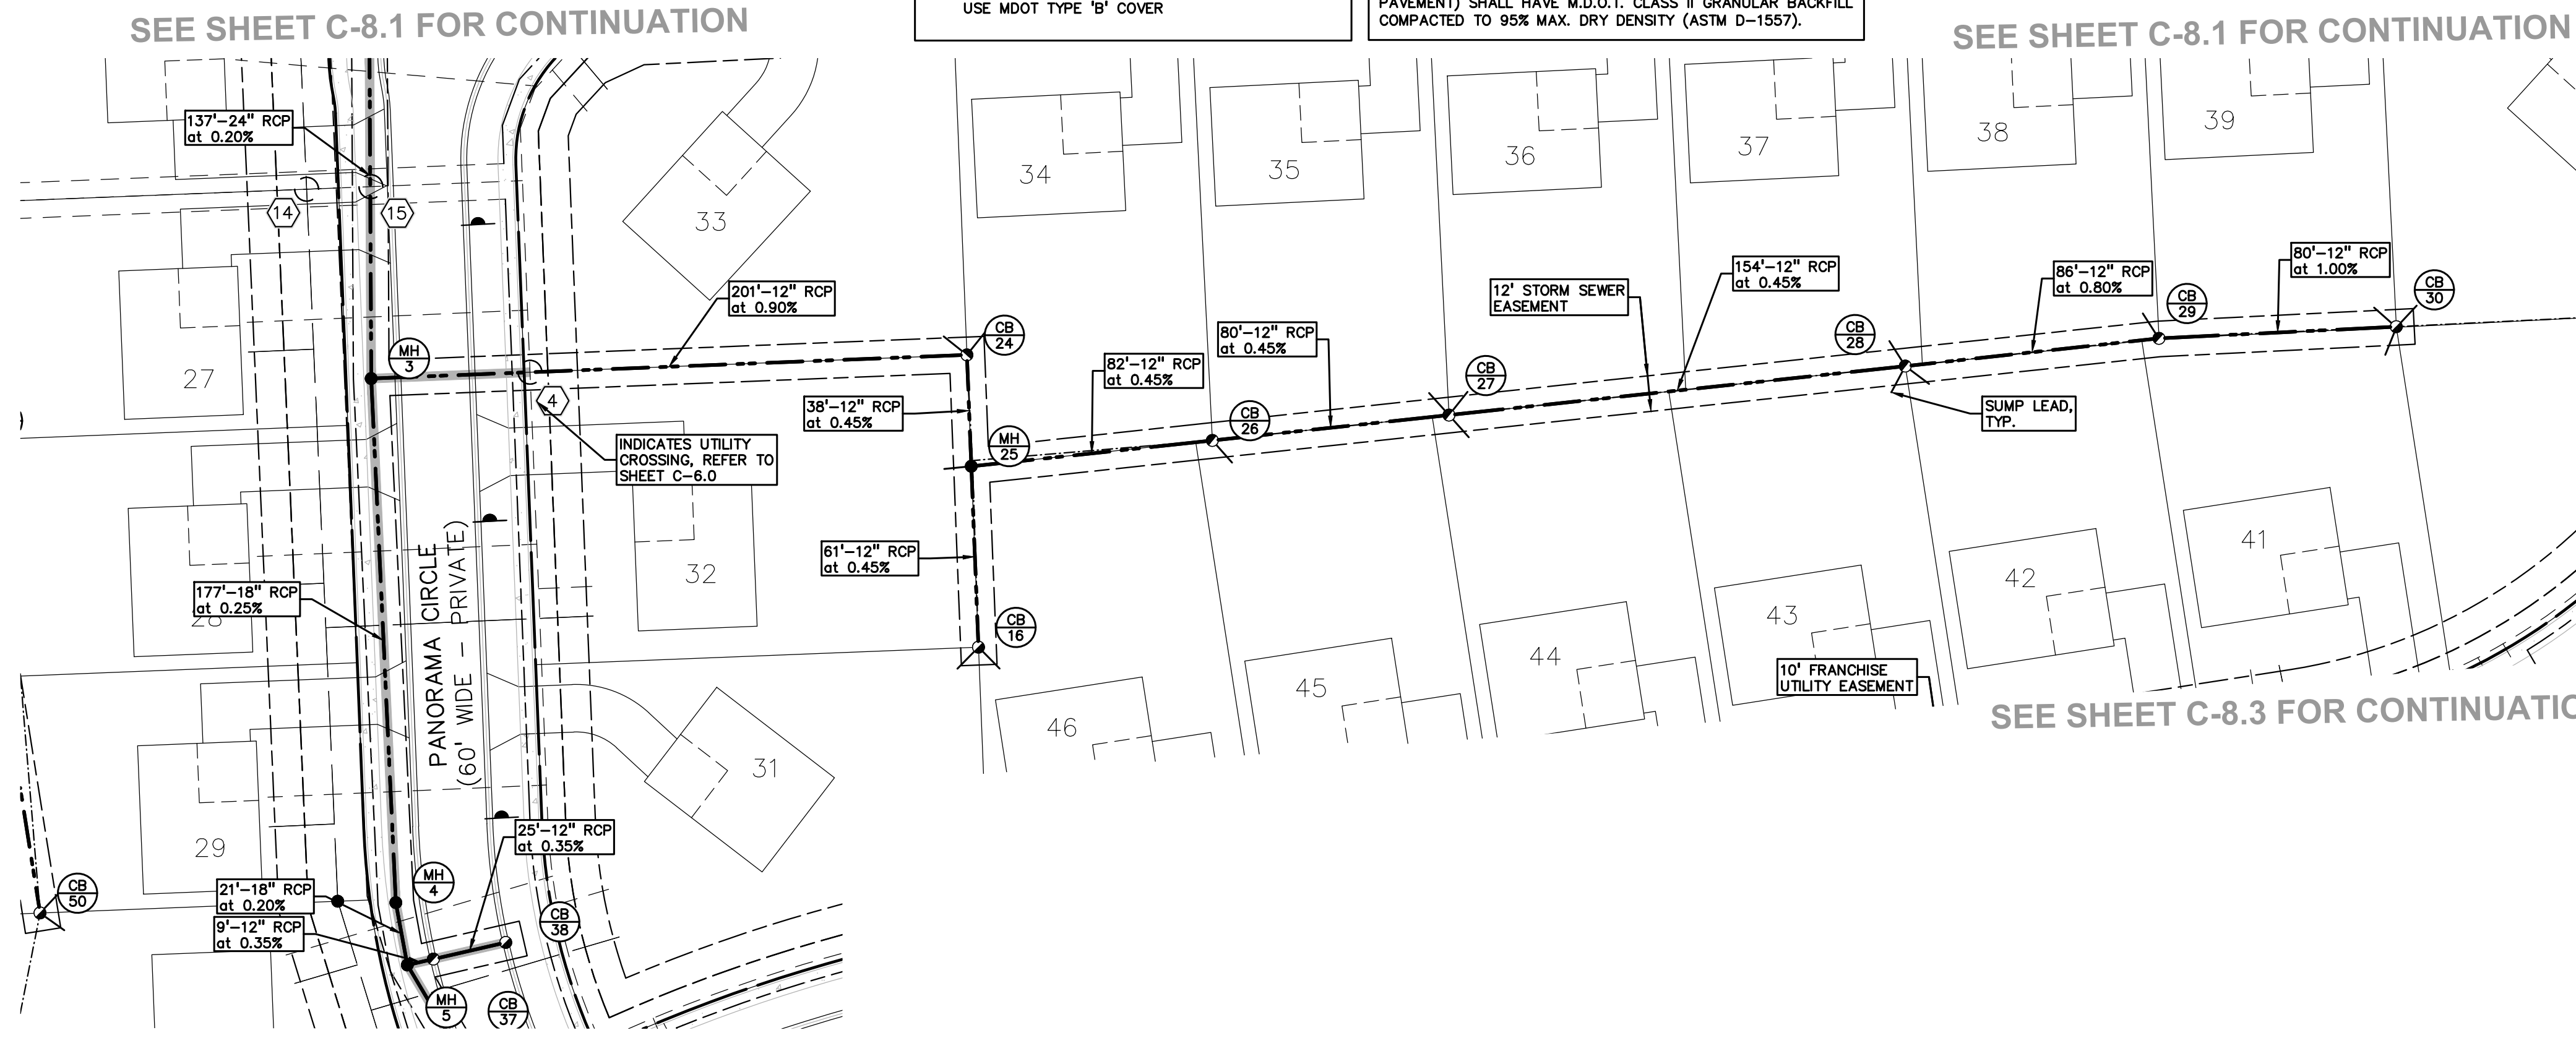 USE MDOT TYPE 'B' COVER
PAVEMENT) SHALL HAVE M.D.O.T. CLASS II GRANULAR BACKFILL
COMPACTED TO 95% MAX. DRY DENSITY (ASTM D-1557).
SEE SHEET C-8.1 FOR CONTINUATION
SEE SHEET C-8.1 FOR CONTINUATION
137'-24" RCP
at 0.20%
14
15
33
34
35
36
37
38
39
201'-12" RCP
at 0.90%
12' STORM SEWER
EASEMENT
154'-12" RCP
at 0.45%
86'-12" RCP
at 0.80%
80'-12" RCP
at 1.00%
CB
30
CB
29
CB
28
CB
24
MH
3
27
4
38'-12" RCP
at 0.45%
82'-12" RCP
at 0.45%
80'-12" RCP
at 0.45%
CB
27
CB
26
MH
25
SUMP LEAD,
TYP.
INDICATES UTILITY
CROSSING, REFER TO
SHEET C-6.0
61'-12" RCP
at 0.45%
32
CB
16
177'-18" RCP
at 0.25%
28
PANORAMA CIRCLE
(60' WIDE - PRIVATE)
41
42
43
44
45
46
10' FRANCHISE
UTILITY EASEMENT
SEE SHEET C-8.3 FOR CONTINUATIO
31
29
25'-12" RCP
at 0.35%
MH
4
CB
50
21'-18" RCP
at 0.20%
9'-12" RCP
at 0.35%
CB
38
MH
5
CB
37